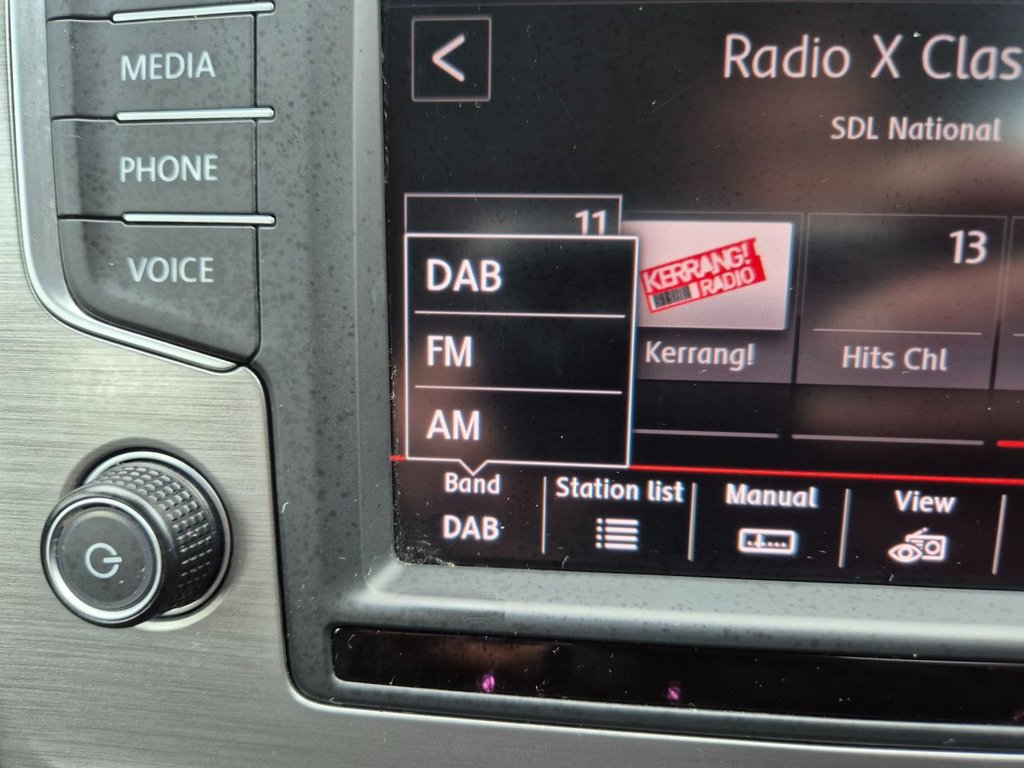 MEDIA
PHONE
VOICE
Radio X Clas
SDL National
11
DAB
FM
AM
KERRANG!
RADIO
Kerrang!
13
Hits Chl
Band
DAB
Station list
Manual
View